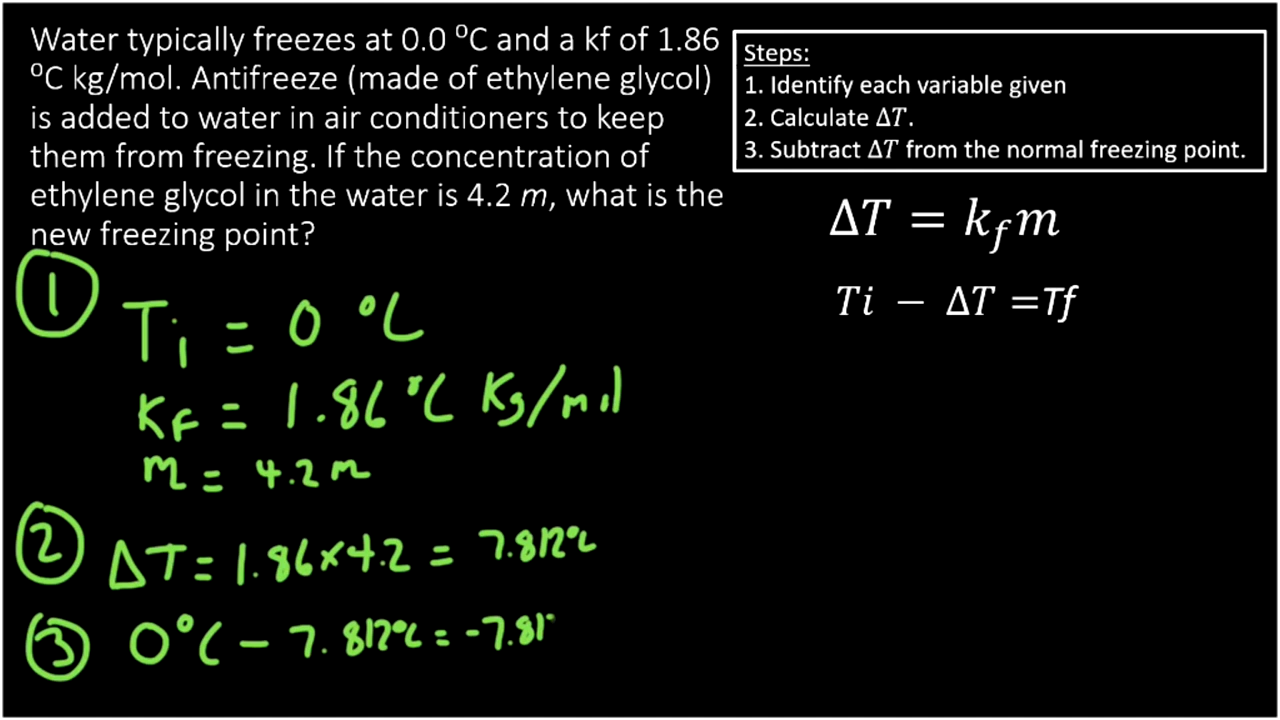 Water typically freezes at 0.0 ⁰C and a kf of 1.86
⁰C kg/mol. Antifreeze (made of ethylene glycol)
is added to water in air conditioners to keep
them from freezing. If the concentration of
ethylene glycol in the water is 4.2 m, what is the
new freezing point?
Steps:
1. Identify each variable given
2. Calculate ΔT.
3. Subtract ΔT from the normal freezing point.
ΔT = k_f m
Ti − ΔT =Tf
1
Ti = 0 °C
KF = 1.86 °C Kg/mol
m = 4.2 m
2
ΔT = 1.86 × 4.2 = 7.812°C
3
0°C − 7.812°C = -7.81